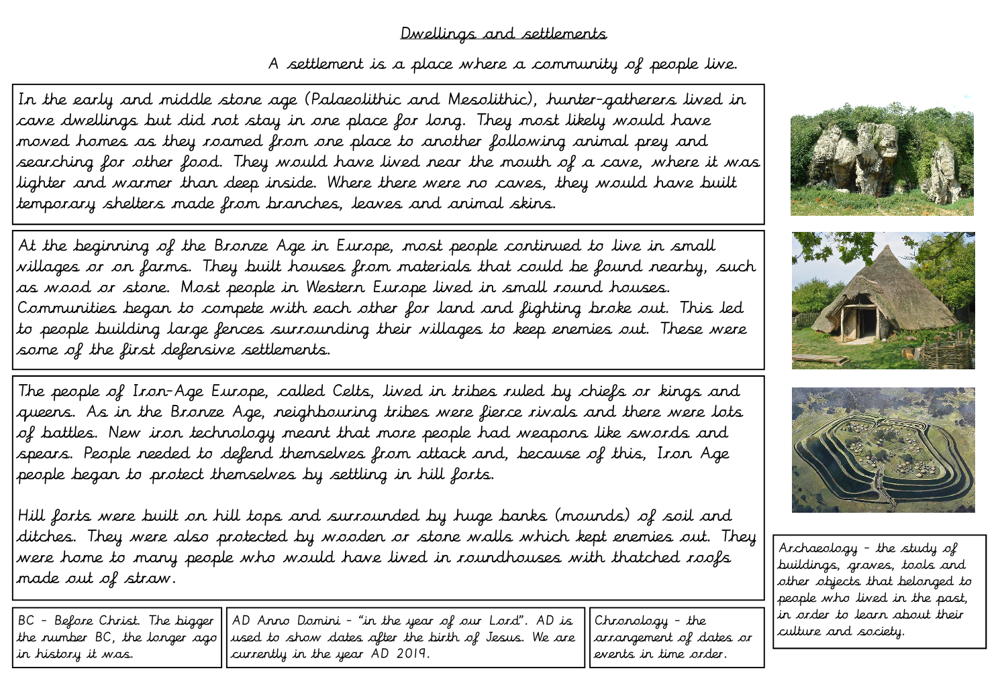 Dwellings and settlements
A settlement is a place where a community of people live.
In the early and middle stone age (Palaeolithic and Mesolithic), hunter-gatherers lived in
cave dwellings but did not stay in one place for long. They most likely would have
moved homes as they roamed from one place to another following animal prey and
searching for other food. They would have lived near the mouth of a cave, where it was
lighter and warmer than deep inside. Where there were no caves, they would have built
temporary shelters made from branches, leaves and animal skins.
At the beginning of the Bronze Age in Europe, most people continued to live in small
villages or on farms. They built houses from materials that could be found nearby, such
as wood or stone. Most people in Western Europe lived in small round houses.
Communities began to compete with each other for land and fighting broke out. This led
to people building large fences surrounding their villages to keep enemies out. These were
some of the first defensive settlements.
The people of Iron-Age Europe, called Celts, lived in tribes ruled by chiefs or kings and
queens. As in the Bronze Age, neighbouring tribes were fierce rivals and there were lots
of battles. New iron technology meant that more people had weapons like swords and
spears. People needed to defend themselves from attack and, because of this, Iron Age
people began to protect themselves by settling in hill forts.
Hill forts were built on hill tops and surrounded by huge banks (mounds) of soil and
ditches. They were also protected by wooden or stone walls which kept enemies out. They
were home to many people who would have lived in roundhouses with thatched roofs
made out of straw.
Archaeology - the study of
buildings, graves, tools and
other objects that belonged to
people who lived in the past,
in order to learn about their
culture and society.
BC - Before Christ. The bigger
the number BC, the longer ago
in history it was.
AD Anno Domini - “in the year of our Lord”. AD is
used to show dates after the birth of Jesus. We are
currently in the year AD 2019.
Chronology - the
arrangement of dates or
events in time order.